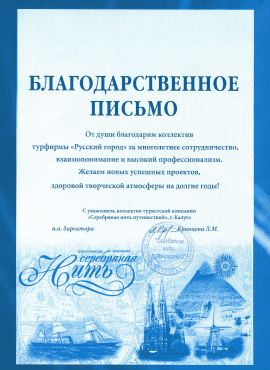 БЛАГОДАРСТВЕННОЕ
ПИСЬМО
От души благодарим коллектив
турфирмы «Русский город» за многолетнее сотрудничество,
взаимопонимание и высокий профессионализм.
Желаем новых успешных проектов,
здоровой творческой атмосферы на долгие годы!
С уважением, коллектив туристской компании
«Серебряная нить путешествий», г. Калуга
и.о. директора Кравцова Л.М.
туристическая компания
серебряная
Нить